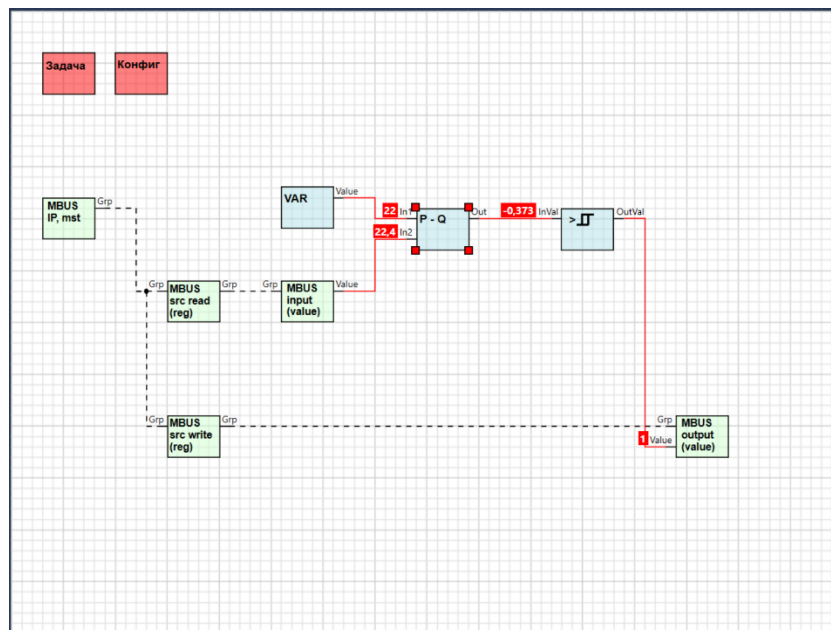 Задача
Конфиг
MBUS
IP, mst
Grp
VAR
Value
22
In1
22,4
In2
P - Q
Out
-0,373
InVal
>
OutVal
Grp
MBUS
src read
(reg)
Grp
Grp
MBUS
input
(value)
Value
Grp
MBUS
src write
(reg)
Grp
Grp
1
Value
MBUS
output
(value)